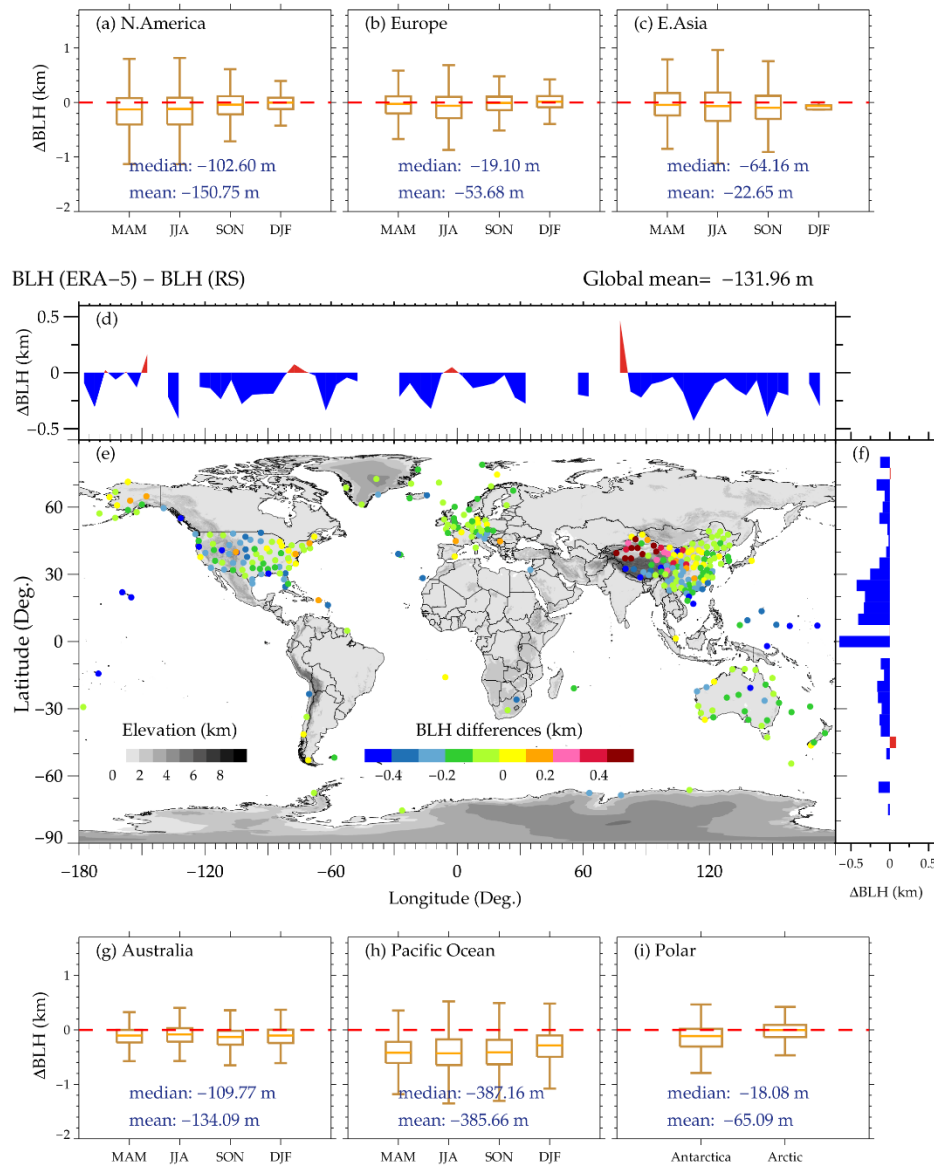 (a) N.America
(b) Europe
(c) E.Asia
ΔBLH (km)
1
0
−1
−2
median: −102.60 m
mean: −150.75 m
median: −19.10 m
mean: −53.68 m
median: −64.16 m
mean: −22.65 m
MAM JJA SON DJF
MAM JJA SON DJF
MAM JJA SON DJF
BLH (ERA−5) − BLH (RS)
Global mean= −131.96 m
(d)
ΔBLH (km)
0.5
0
−0.5
(e)
(f)
Latitude (Deg.)
60
30
0
−30
−60
−90
Elevation (km)
0 2 4 6 8
BLH differences (km)
−0.4 −0.2 0 0.2 0.4
−180 −120 −60 0 60 120
Longitude (Deg.)
−0.5 0 0.5
ΔBLH (km)
(g) Australia
(h) Pacific Ocean
(i) Polar
ΔBLH (km)
1
0
−1
−2
median: −109.77 m
mean: −134.09 m
median: −387.16 m
mean: −385.66 m
median: −18.08 m
mean: −65.09 m
MAM JJA SON DJF
MAM JJA SON DJF
Antarctica Arctic